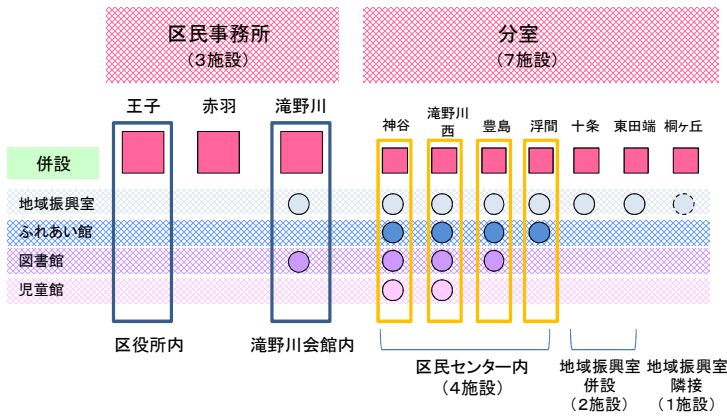 区民事務所
（3施設）
分室
（7施設）
王子
赤羽
滝野川
神谷
滝野川
西
豊島
浮間
十条
東田端
桐ヶ丘
併設
地域振興室
ふれあい館
図書館
児童館
区役所内
滝野川会館内
区民センター内
（4施設）
地域振興室
併設
（2施設）
地域振興室
隣接
（1施設）